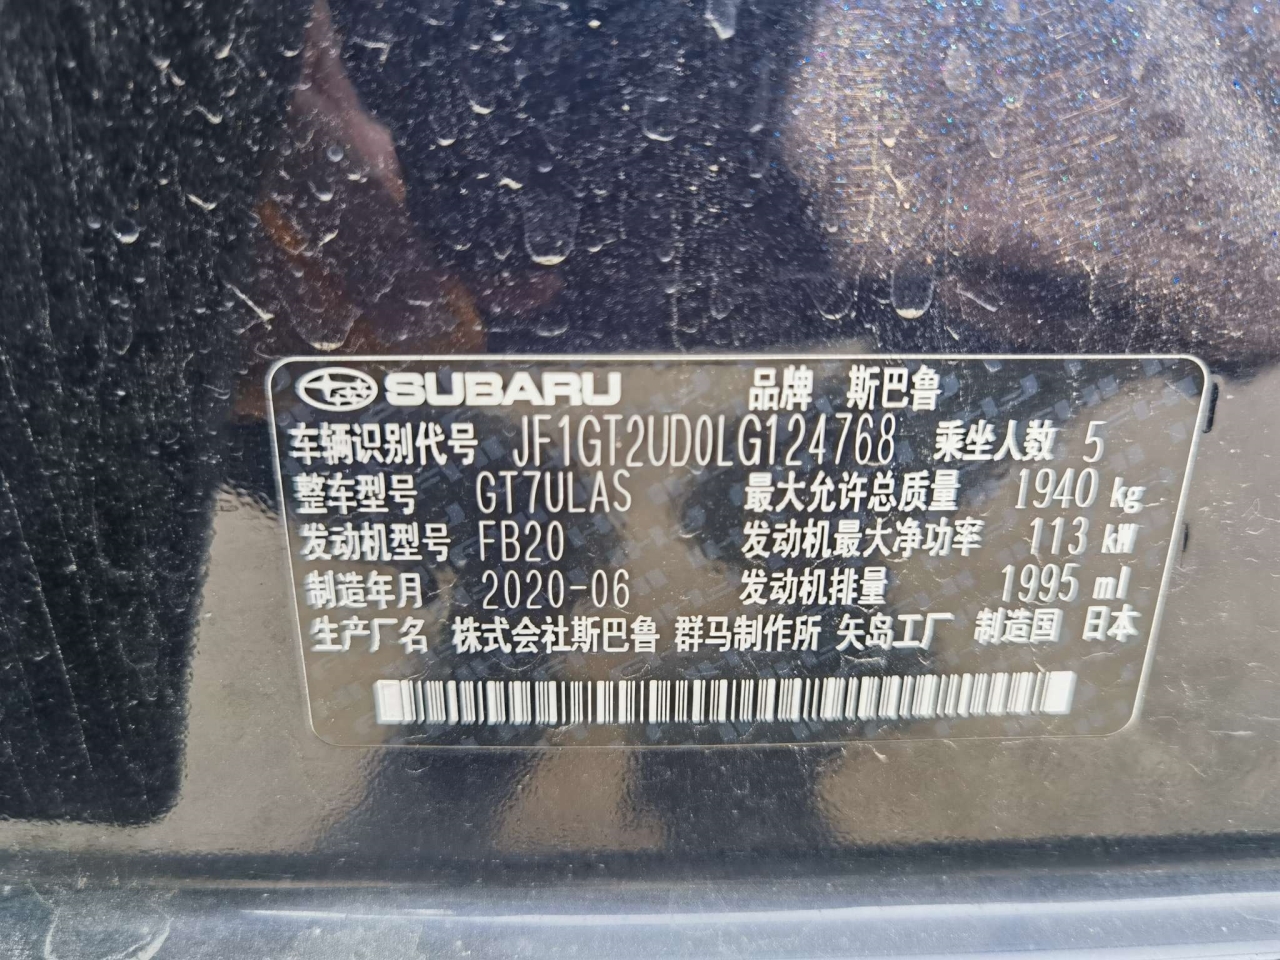 SUBARU 品牌 斯巴鲁
车辆识别代号 JF1GT2UD0LG124768 乘坐人数 5
整车型号 GT7ULAS 最大允许总质量 1940 kg
发动机型号 FB20 发动机最大净功率 113 kW
制造年月 2020-06 发动机排量 1995 ml
生产厂名 株式会社斯巴鲁 群马制作所 矢岛工厂 制造国 日本